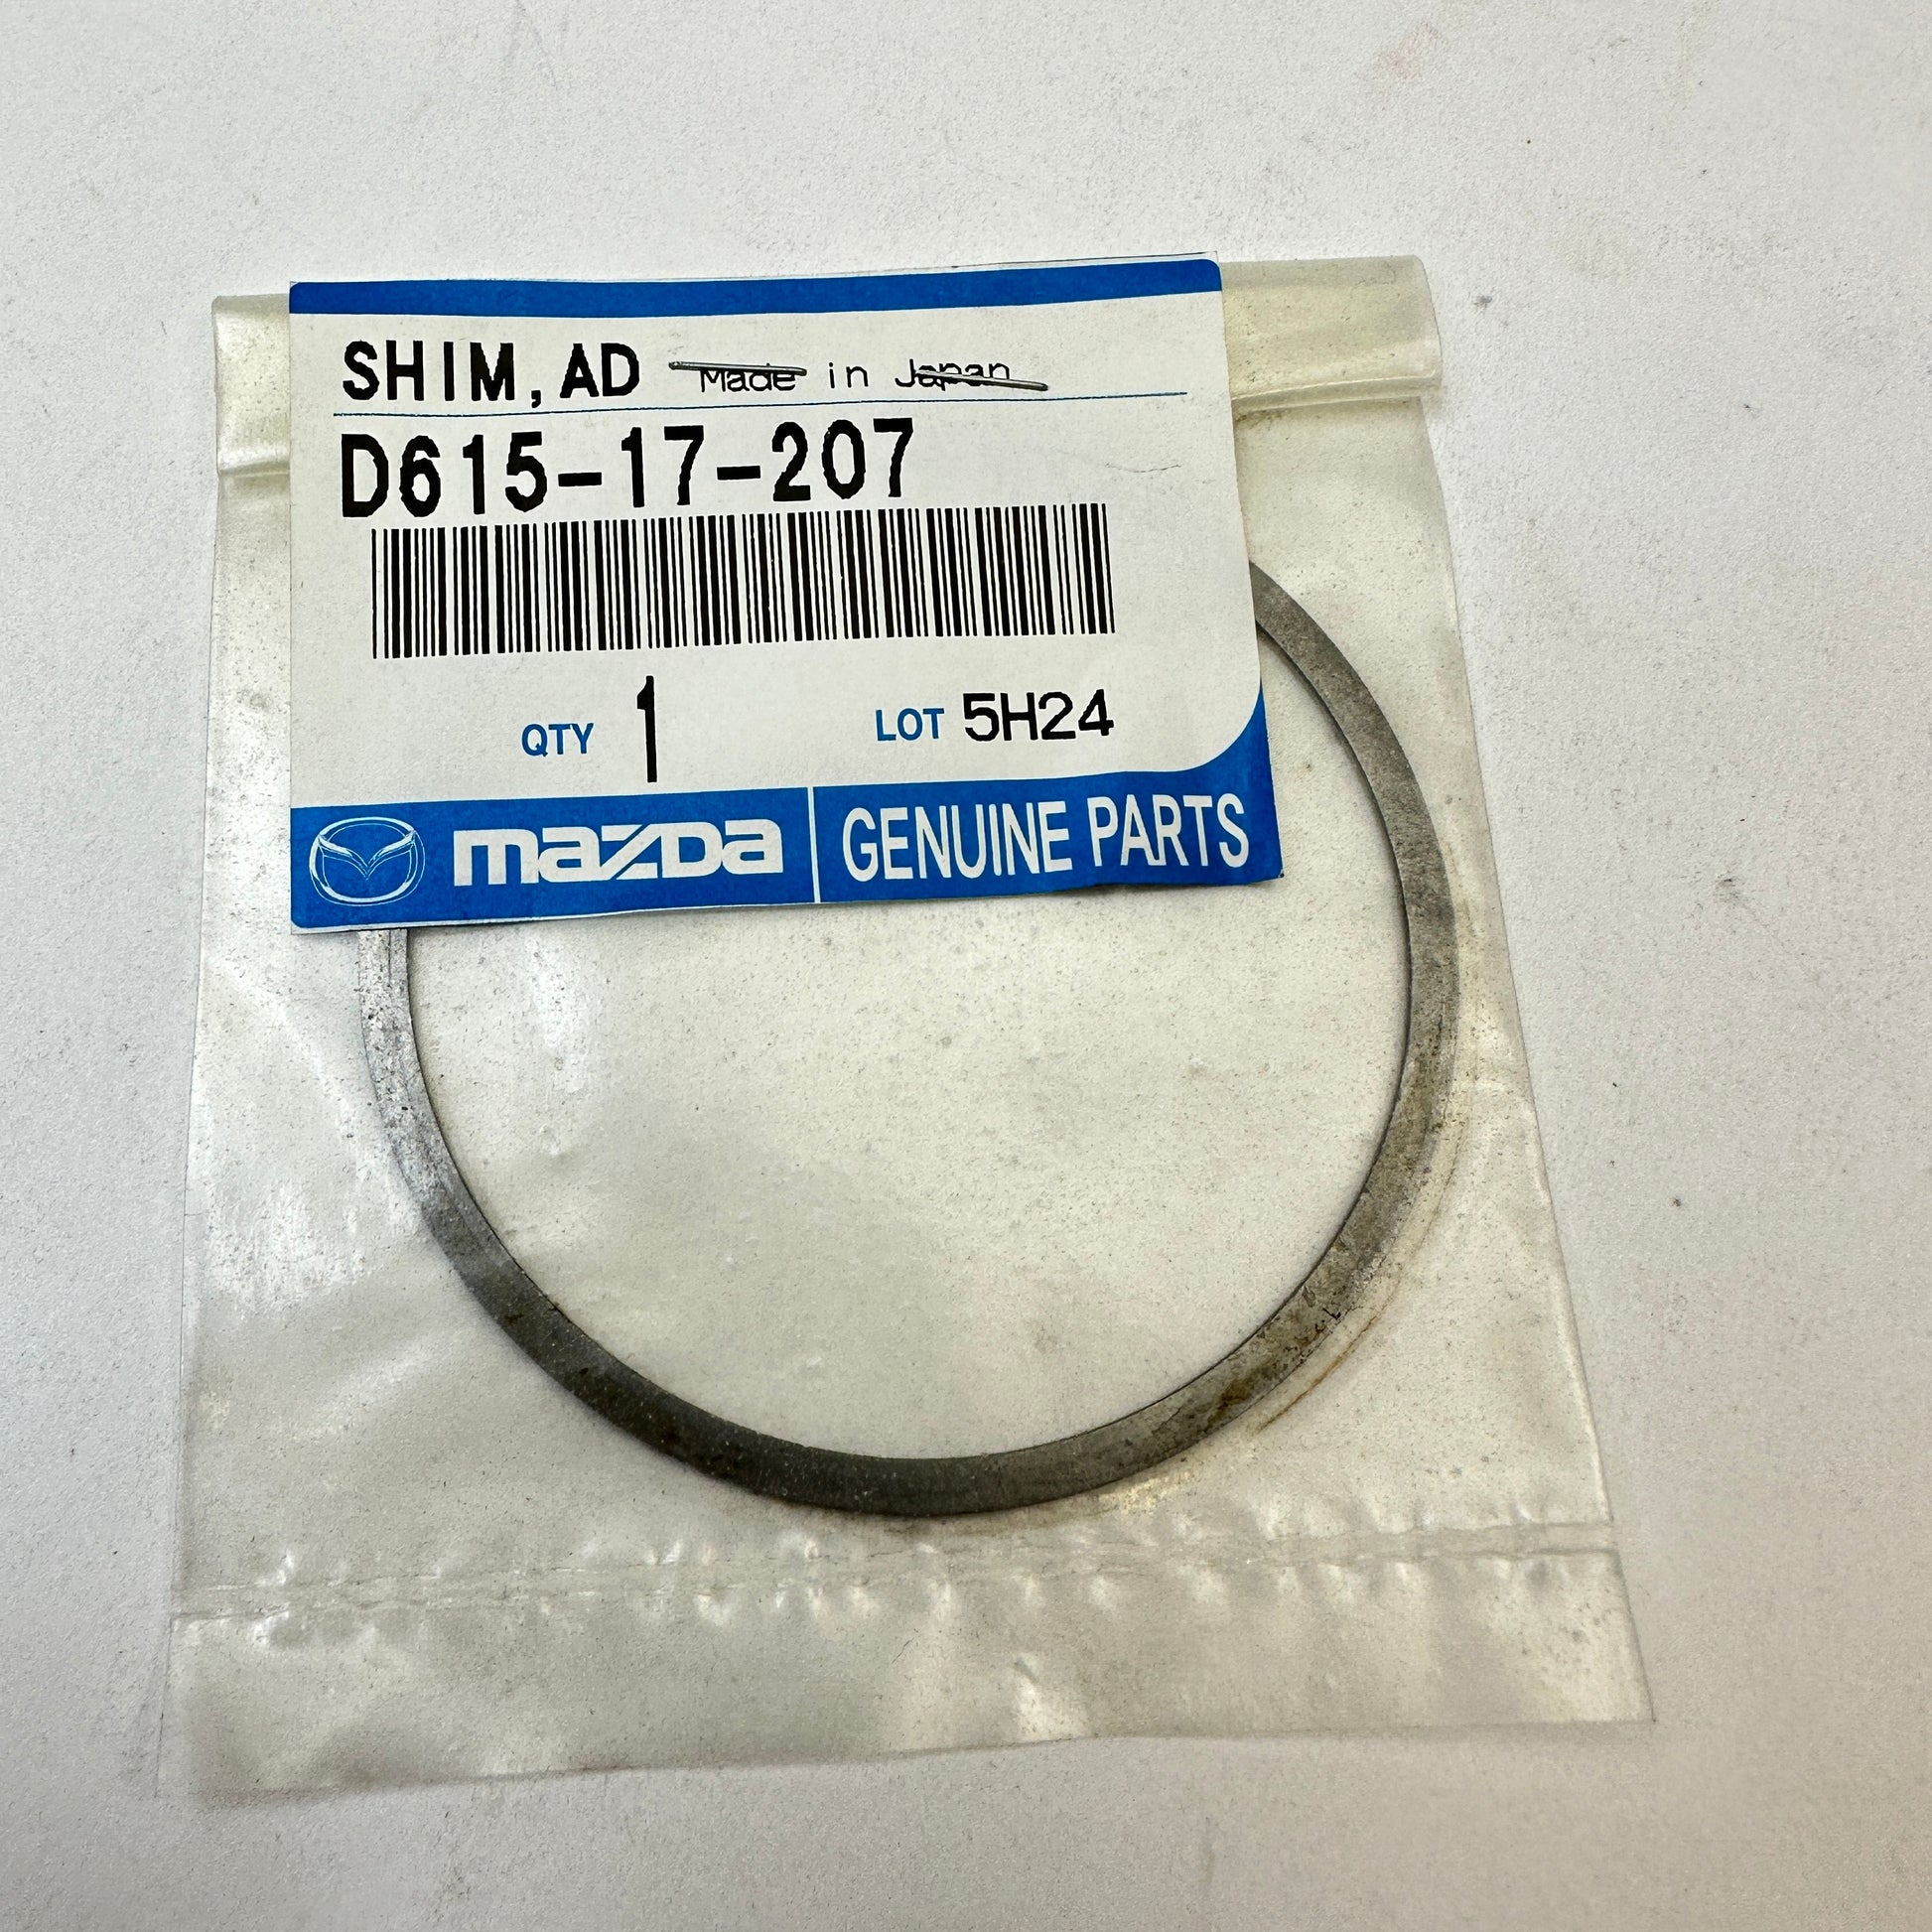 SHIM, AD Made in Japan
D615-17-207
QTY 1 LOT 5H24
mazda GENUINE PARTS